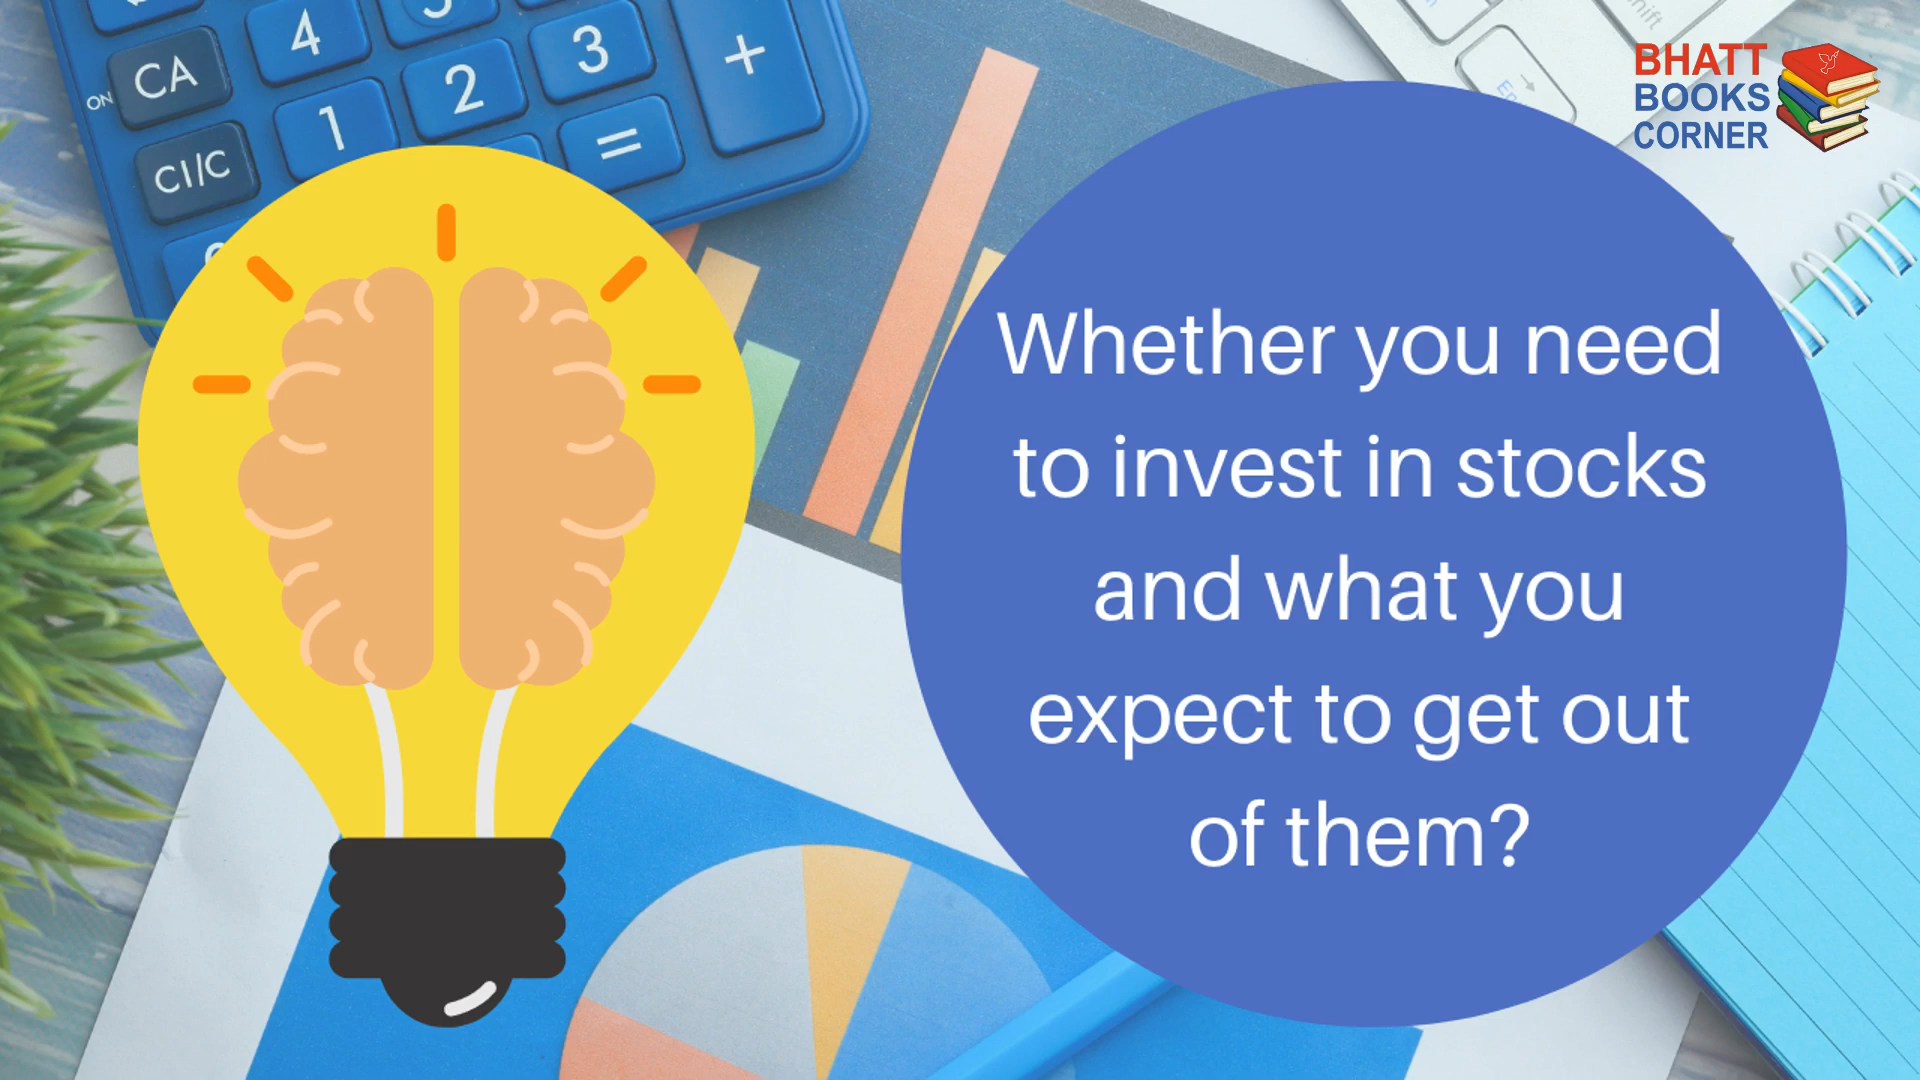 BHATT
BOOKS
CORNER
Whether you need
to invest in stocks
and what you
expect to get out
of them?
4
3
+
CA
2
ON
1
=
CI/C